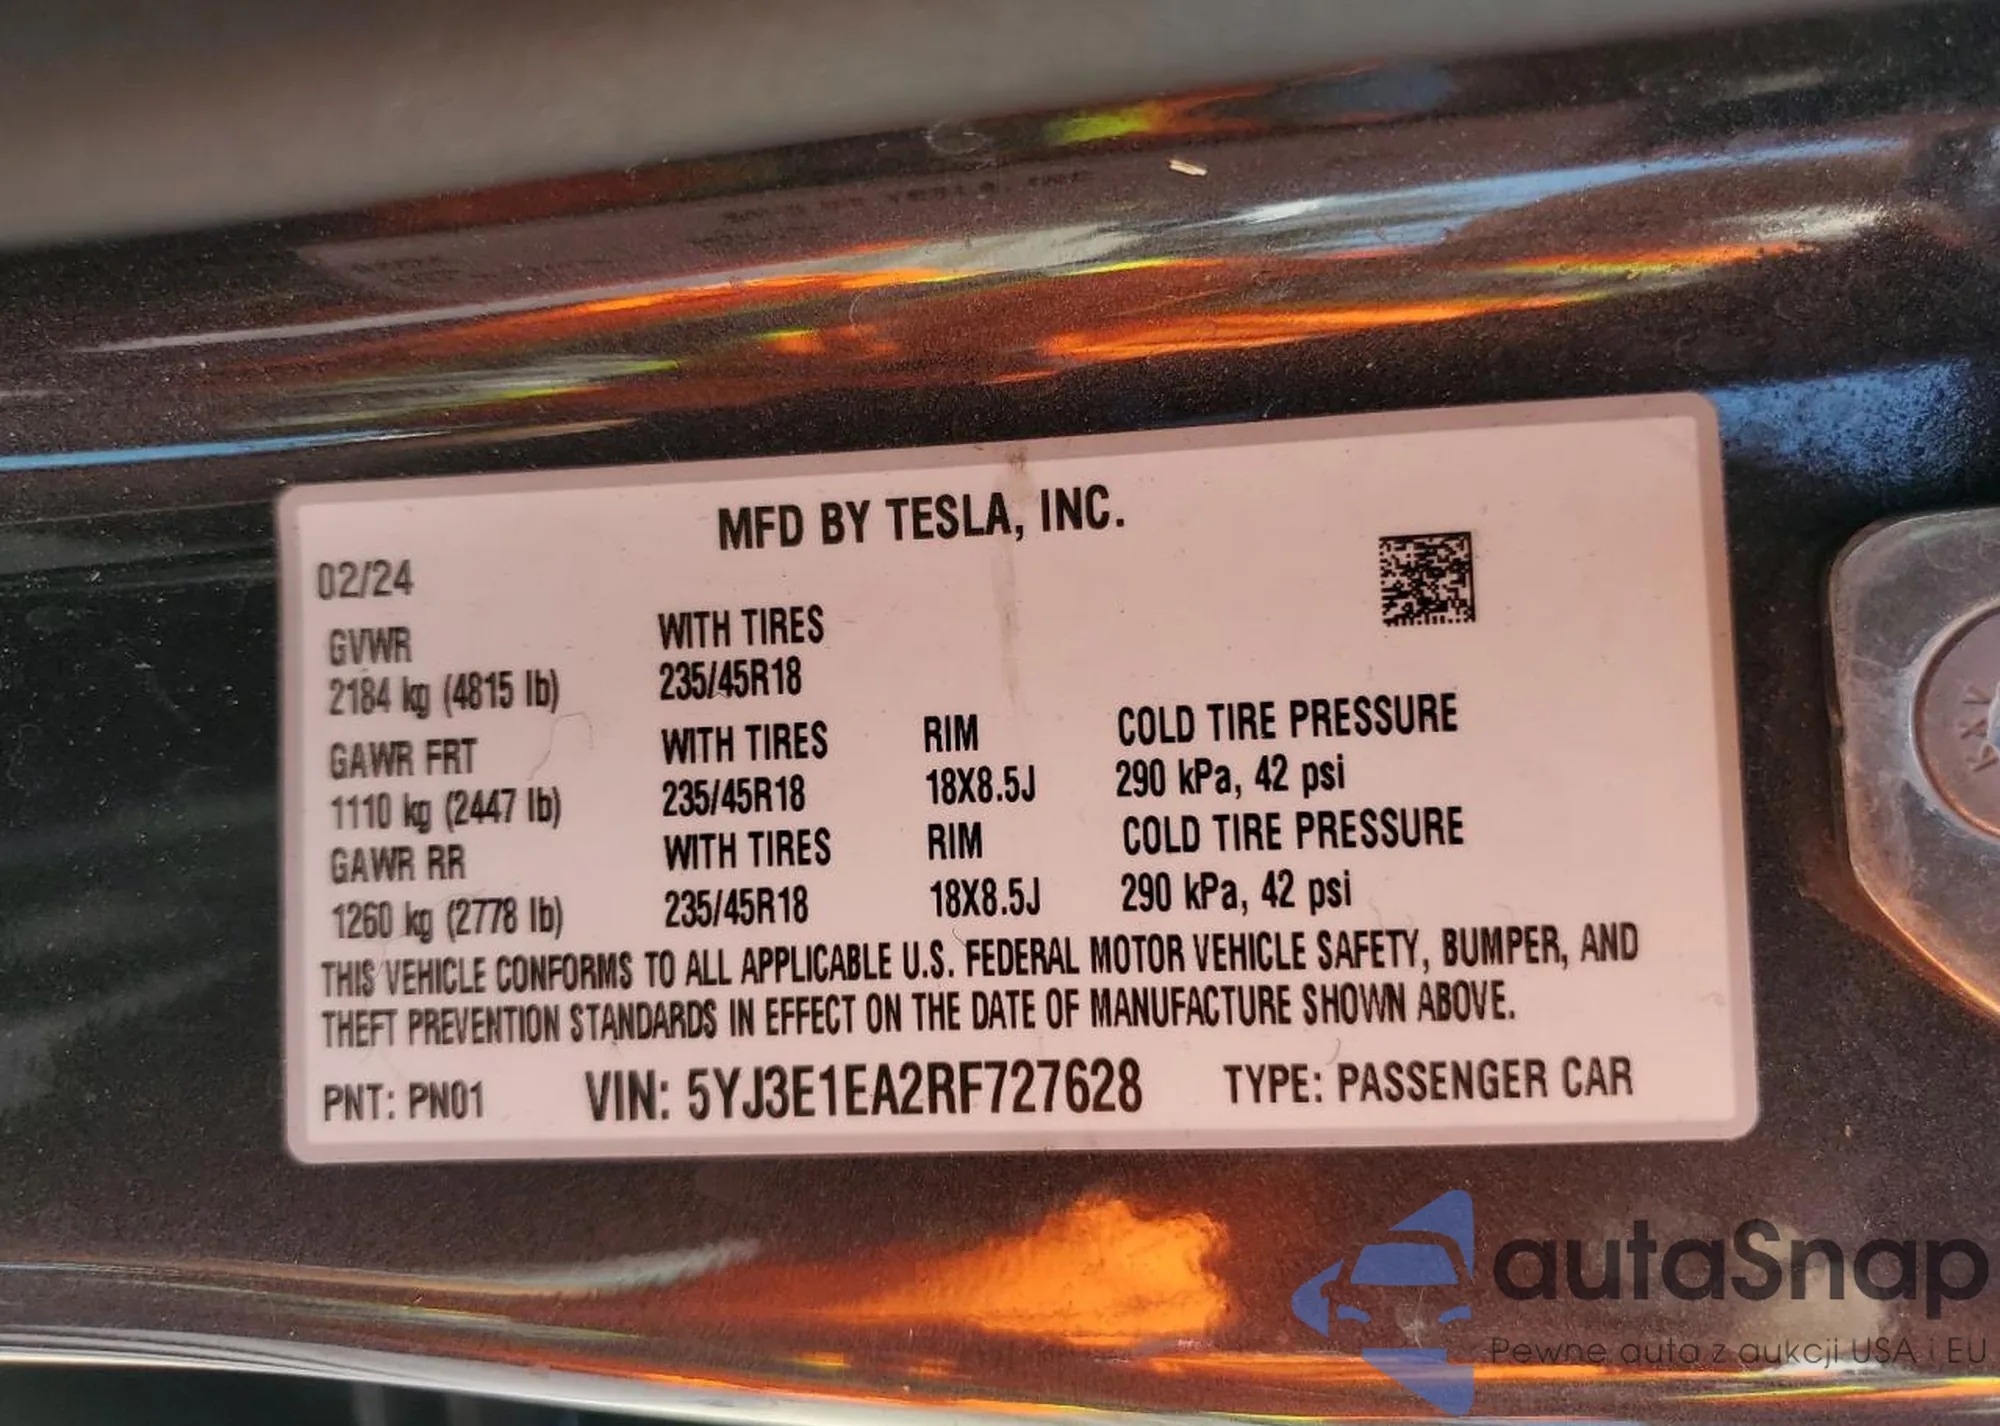 MFD BY TESLA, INC.
02/24
GVWR WITH TIRES
2184 kg (4815 lb) 235/45R18
GAWR FRT WITH TIRES RIM COLD TIRE PRESSURE
1110 kg (2447 lb) 235/45R18 18X8.5J 290 kPa, 42 psi
GAWR RR WITH TIRES RIM COLD TIRE PRESSURE
1260 kg (2778 lb) 235/45R18 18X8.5J 290 kPa, 42 psi
THIS VEHICLE CONFORMS TO ALL APPLICABLE U.S. FEDERAL MOTOR VEHICLE SAFETY, BUMPER, AND
THEFT PREVENTION STANDARDS IN EFFECT ON THE DATE OF MANUFACTURE SHOWN ABOVE.
PNT: PN01 VIN: 5YJ3E1EA2RF727628 TYPE: PASSENGER CAR
autaSnap
Pewne auta z aukcji USA i EU